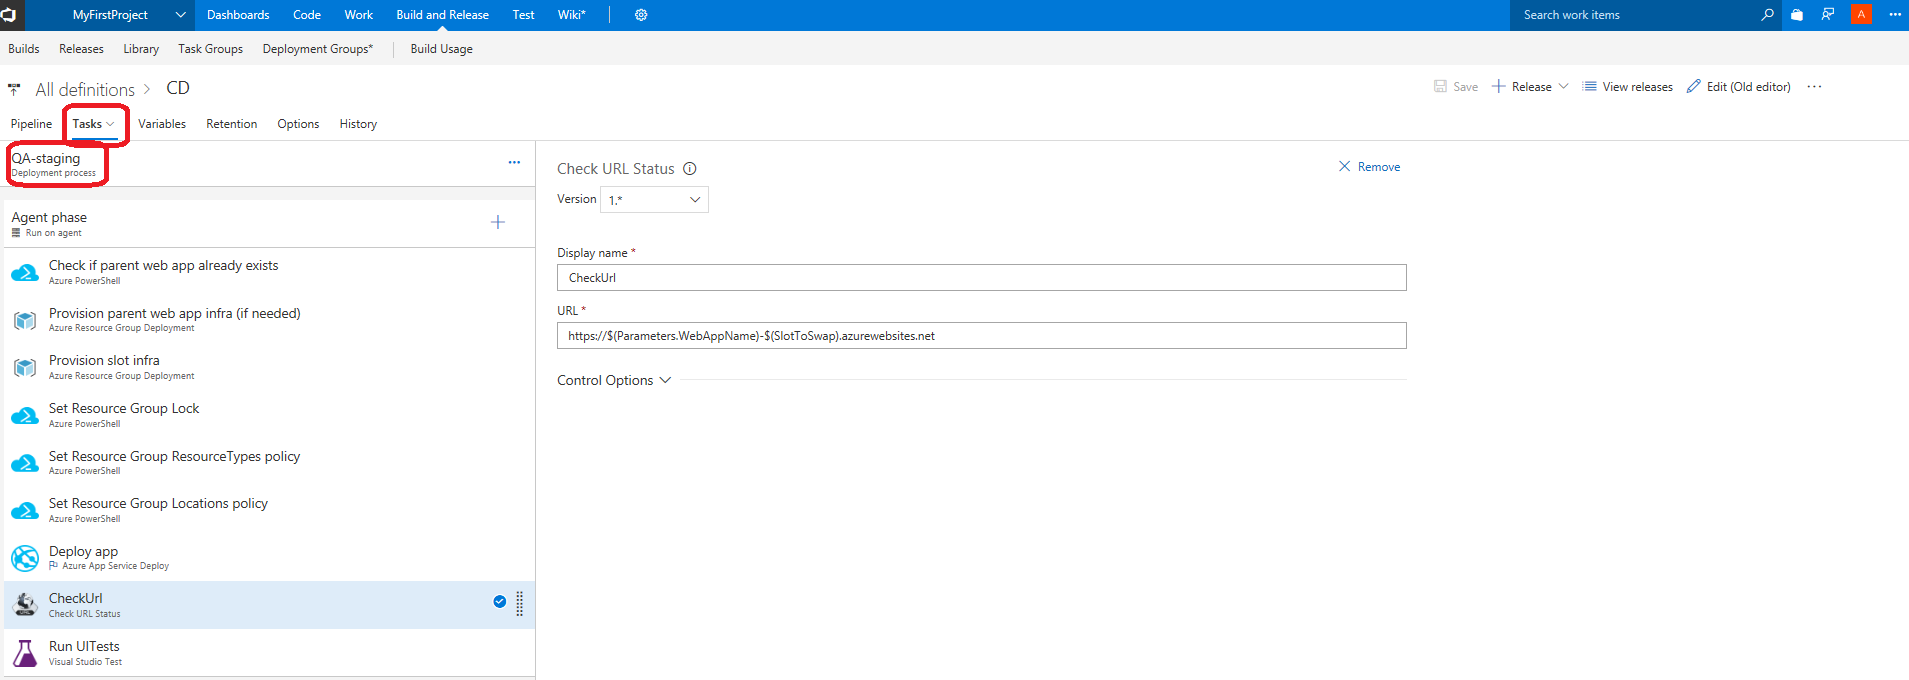 MyFirstProject Dashboards Code Work Build and Release Test Wiki* Search work items A
Builds Releases Library Task Groups Deployment Groups* Build Usage
All definitions > CD Save Release View releases Edit (Old editor) ...
Pipeline Tasks Variables Retention Options History
QA-staging
Deployment process
...
Agent phase
Run on agent
Check if parent web app already exists
Azure PowerShell
Provision parent web app infra (if needed)
Azure Resource Group Deployment
Provision slot infra
Azure Resource Group Deployment
Set Resource Group Lock
Azure PowerShell
Set Resource Group ResourceTypes policy
Azure PowerShell
Set Resource Group Locations policy
Azure PowerShell
Deploy app
Azure App Service Deploy
CheckUrl
Check URL Status
Run UITests
Visual Studio Test
Check URL Status Remove
Version 1.*
Display name *
CheckUrl
URL *
https://$(Parameters.WebAppName)-$(SlotToSwap).azurewebsites.net
Control Options